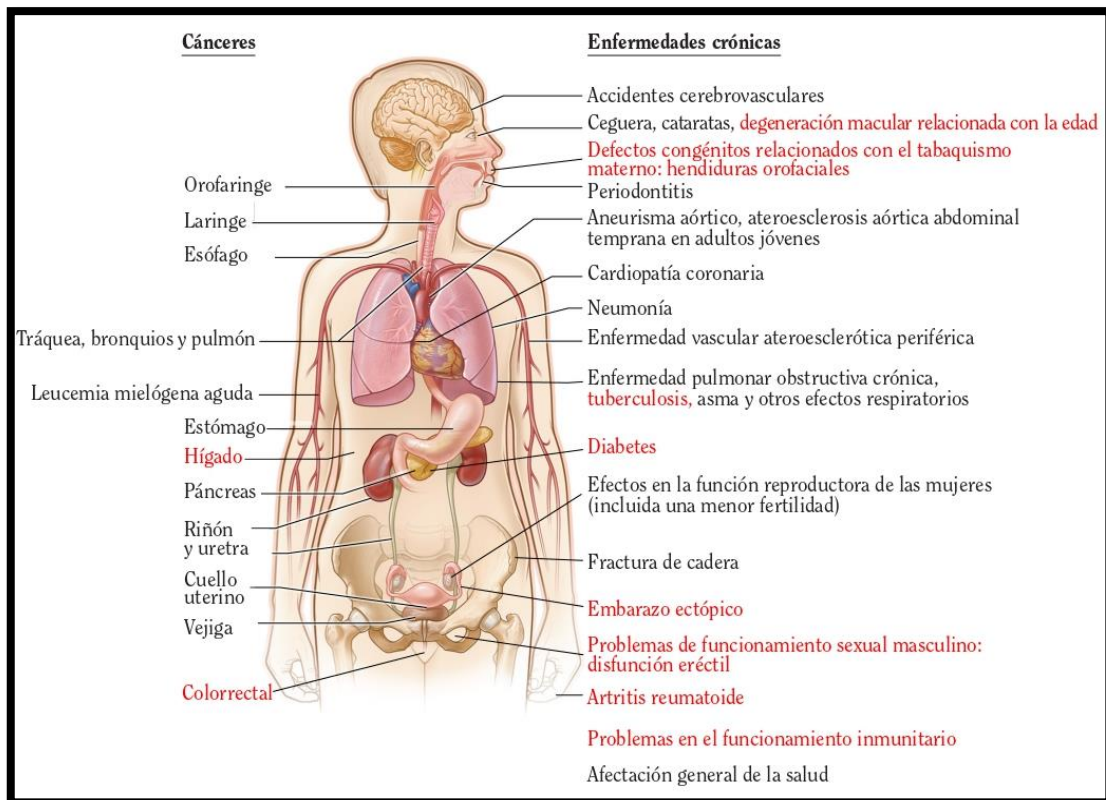 Cánceres
Orofaringe
Laringe
Esófago
Tráquea, bronquios y pulmón
Leucemia mielógena aguda
Estómago
Hígado
Páncreas
Riñón
y uretra
Cuello
uterino
Vejiga
Colorrectal
Enfermedades crónicas
Accidentes cerebrovasculares
Ceguera, cataratas, degeneración macular relacionada con la edad
Defectos congénitos relacionados con el tabaquismo
materno: hendiduras orofaciales
Periodontitis
Aneurisma aórtico, ateroesclerosis aórtica abdominal
temprana en adultos jóvenes
Cardiopatía coronaria
Neumonía
Enfermedad vascular ateroesclerótica periférica
Enfermedad pulmonar obstructiva crónica,
tuberculosis, asma y otros efectos respiratorios
Diabetes
Efectos en la función reproductora de las mujeres
(incluida una menor fertilidad)
Fractura de cadera
Embarazo ectópico
Problemas de funcionamiento sexual masculino:
disfunción eréctil
Artritis reumatoide
Problemas en el funcionamiento inmunitario
Afectación general de la salud